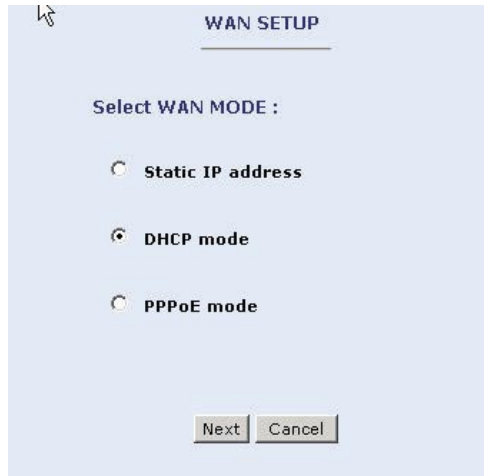 WAN SETUP
Select WAN MODE :
Static IP address
DHCP mode
PPPoE mode
Next Cancel